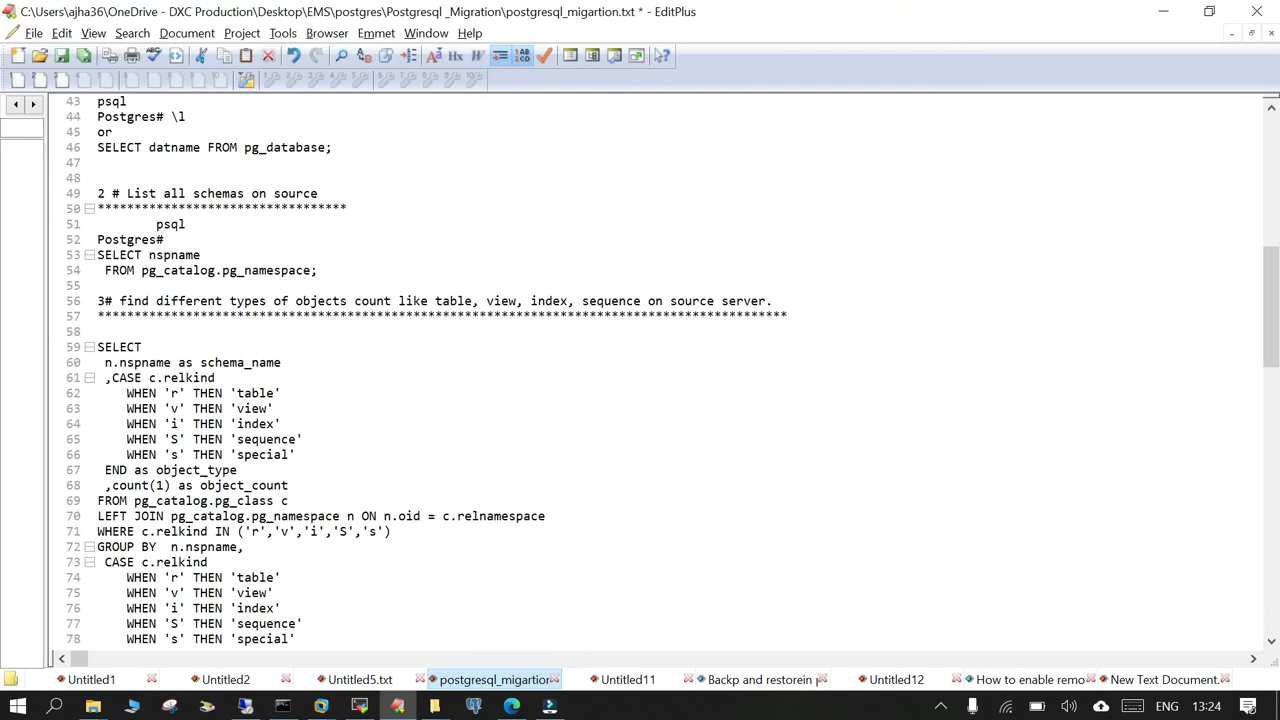 C:\Users\ajha36\OneDrive - DXC Production\Desktop\EMS\postgres\Postgresql _Migration\postgresql_migartion.txt * - EditPlus
File Edit View Search Document Project Tools Browser Emmet Window Help
43 psql
44 Postgres# \l
45 or
46 SELECT datname FROM pg_database;
47
48
49 2 # List all schemas on source
50 **********************************
51 psql
52 Postgres#
53 SELECT nspname
54 FROM pg_catalog.pg_namespace;
55
56 3# find different types of objects count like table, view, index, sequence on source server.
57 **********************************************************************************************
58
59 SELECT
60 n.nspname as schema_name
61 ,CASE c.relkind
62 WHEN 'r' THEN 'table'
63 WHEN 'v' THEN 'view'
64 WHEN 'i' THEN 'index'
65 WHEN 'S' THEN 'sequence'
66 WHEN 's' THEN 'special'
67 END as object_type
68 ,count(1) as object_count
69 FROM pg_catalog.pg_class c
70 LEFT JOIN pg_catalog.pg_namespace n ON n.oid = c.relnamespace
71 WHERE c.relkind IN ('r','v','i','S','s')
72 GROUP BY n.nspname,
73 CASE c.relkind
74 WHEN 'r' THEN 'table'
75 WHEN 'v' THEN 'view'
76 WHEN 'i' THEN 'index'
77 WHEN 'S' THEN 'sequence'
78 WHEN 's' THEN 'special'
Untitled1 Untitled2 Untitled5.txt postgresql_migartion Untitled11 Backp and restorein p Untitled12 How to enable remo New Text Document.
ENG 13:24